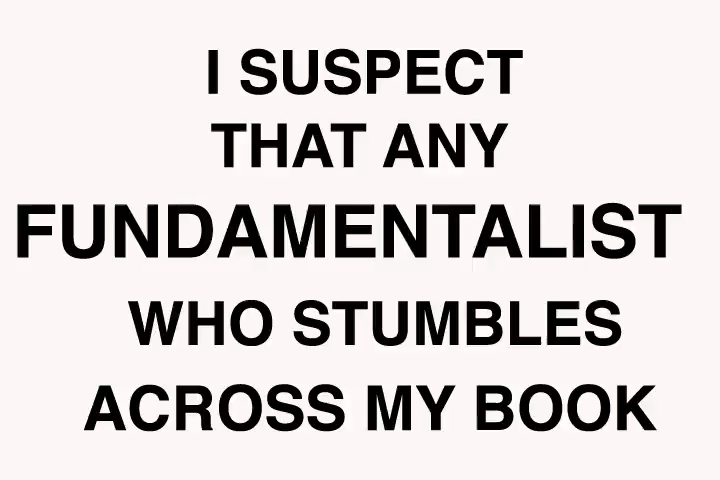 I SUSPECT
THAT ANY
FUNDAMENTALIST
WHO STUMBLES
ACROSS MY BOOK